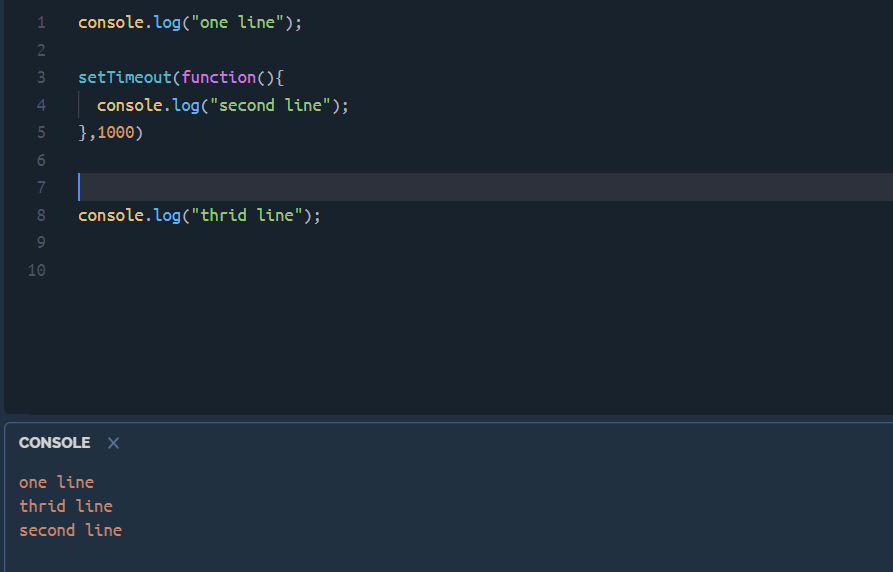 1 console.log("one line");
2
3 setTimeout(function(){
4 console.log("second line");
5 },1000)
6
7
8 console.log("thrid line");
9
10
CONSOLE ×
one line
thrid line
second line